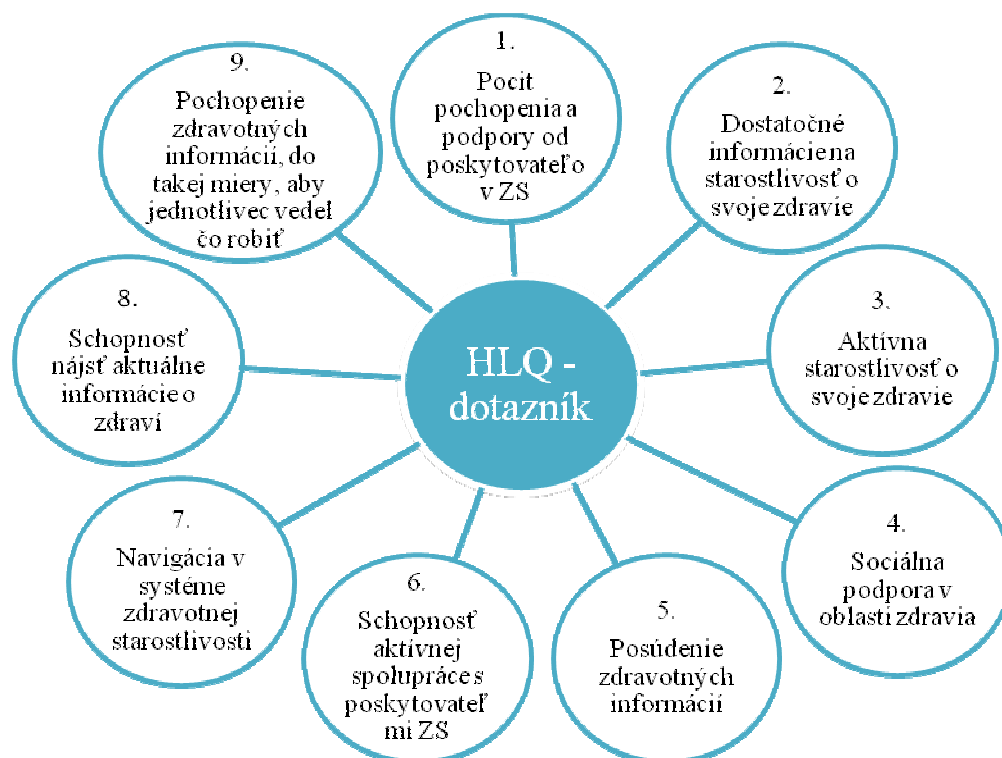 HLQ -
dotazník
1.
Pocit
pochopenia a
podpory od
poskytovateľo
v ZS
2.
Dostatočné
informácie na
starostlivosť o
svoje zdravie
3.
Aktívna
starostlivosť o
svoje zdravie
4.
Sociálna
podpora v
oblasti zdravia
5.
Posúdenie
zdravotných
informácií
6.
Schopnosť
aktívnej
spolupráce s
poskytovateľ
mi ZS
7.
Navigácia v
systéme
zdravotnej
starostlivosti
8.
Schopnosť
nájsť aktuálne
informácie o
zdraví
9.
Pochopenie
zdravotných
informácií, do
takej miery, aby
jednotlivec vedel
čo robiť